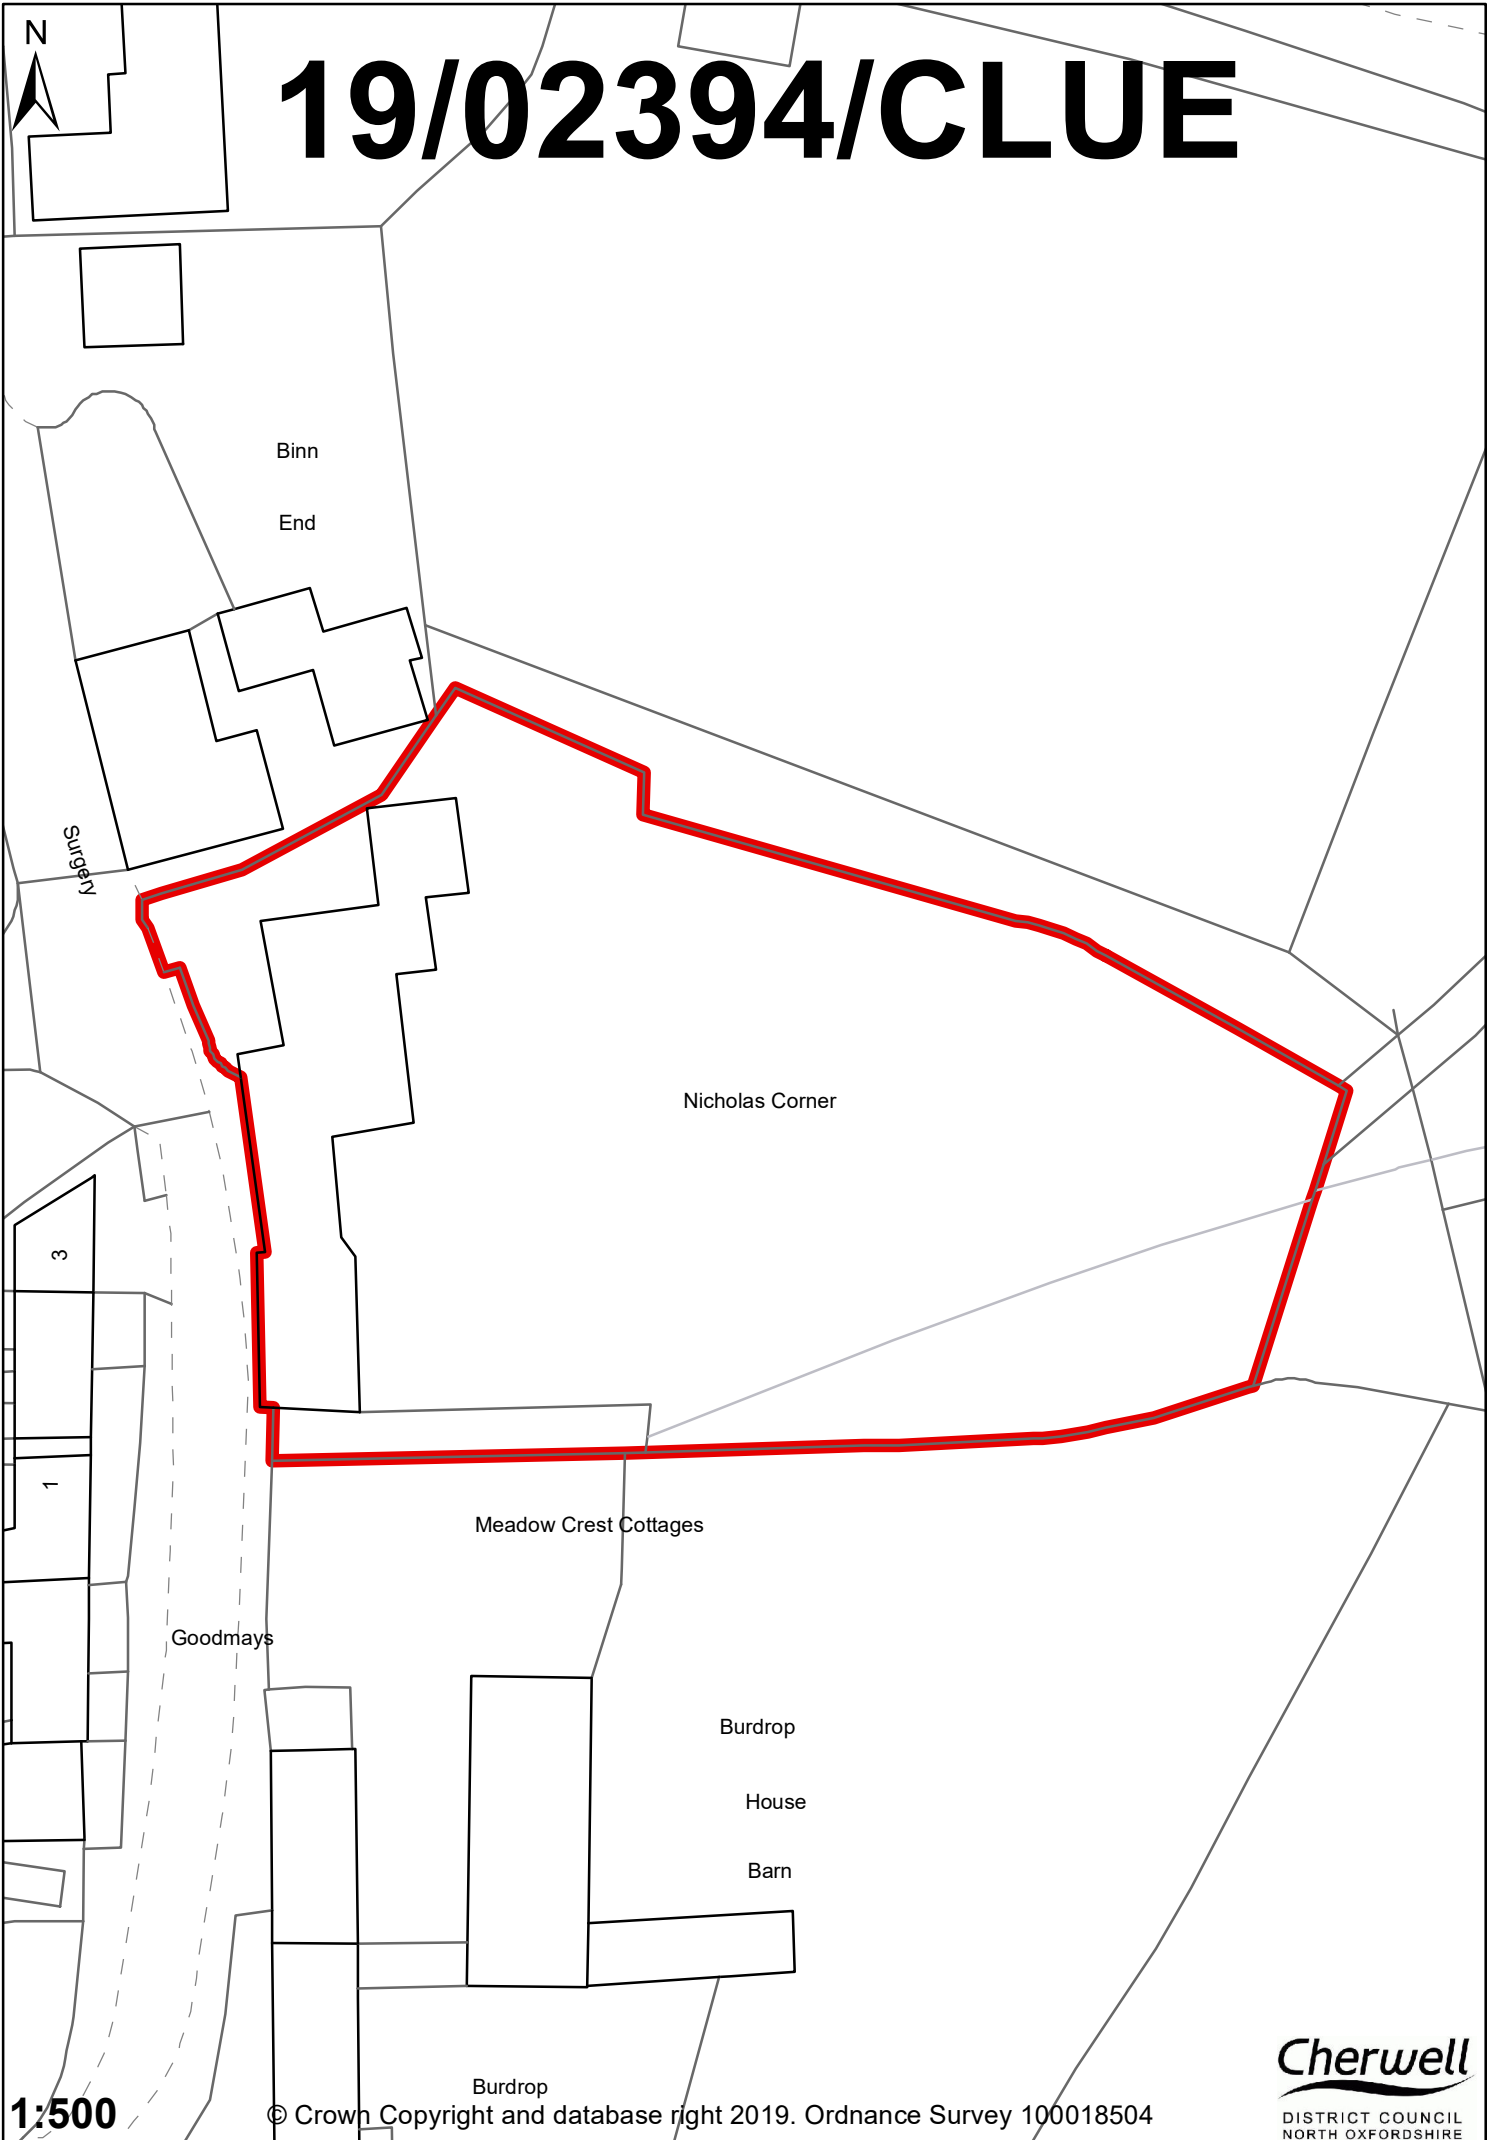 N
19/02394/CLUE
Binn
End
Surgery
Nicholas Corner
3
1
Meadow Crest Cottages
Goodmays
Burdrop
House
Barn
Burdrop
1:500
© Crown Copyright and database right 2019. Ordnance Survey 100018504
Cherwell
DISTRICT COUNCIL
NORTH OXFORDSHIRE